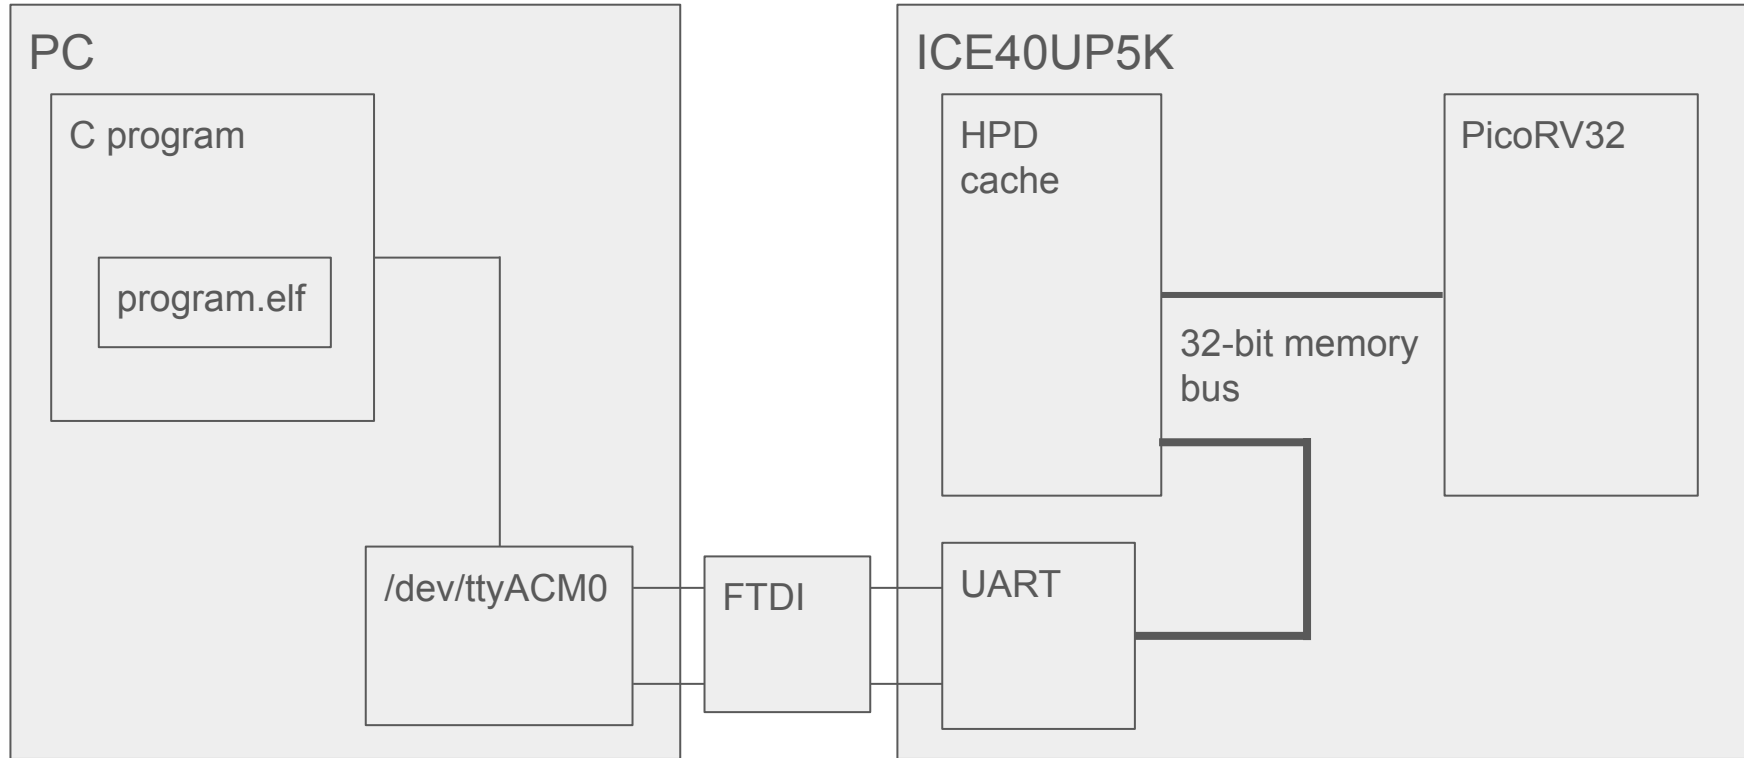 PC
C program
program.elf
/dev/ttyACM0
FTDI
ICE40UP5K
HPD
cache
PicoRV32
32-bit memory
bus
UART